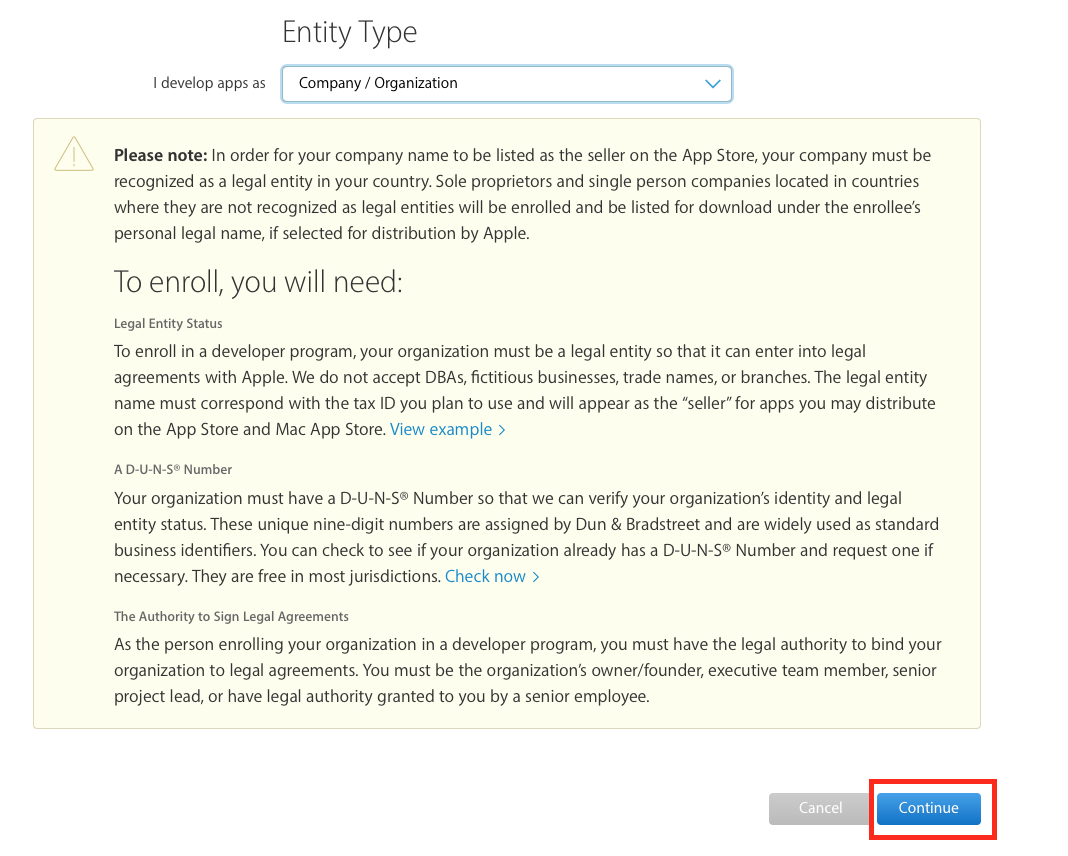 Entity Type
I develop apps as Company / Organization
Please note: In order for your company name to be listed as the seller on the App Store, your company must be
recognized as a legal entity in your country. Sole proprietors and single person companies located in countries
where they are not recognized as legal entities will be enrolled and be listed for download under the enrollee’s
personal legal name, if selected for distribution by Apple.
To enroll, you will need:
Legal Entity Status
To enroll in a developer program, your organization must be a legal entity so that it can enter into legal
agreements with Apple. We do not accept DBAs, fictitious businesses, trade names, or branches. The legal entity
name must correspond with the tax ID you plan to use and will appear as the “seller” for apps you may distribute
on the App Store and Mac App Store. View example >
A D-U-N-S® Number
Your organization must have a D-U-N-S® Number so that we can verify your organization’s identity and legal
entity status. These unique nine-digit numbers are assigned by Dun & Bradstreet and are widely used as standard
business identifiers. You can check to see if your organization already has a D-U-N-S® Number and request one if
necessary. They are free in most jurisdictions. Check now >
The Authority to Sign Legal Agreements
As the person enrolling your organization in a developer program, you must have the legal authority to bind your
organization to legal agreements. You must be the organization’s owner/founder, executive team member, senior
project lead, or have legal authority granted to you by a senior employee.
Cancel Continue